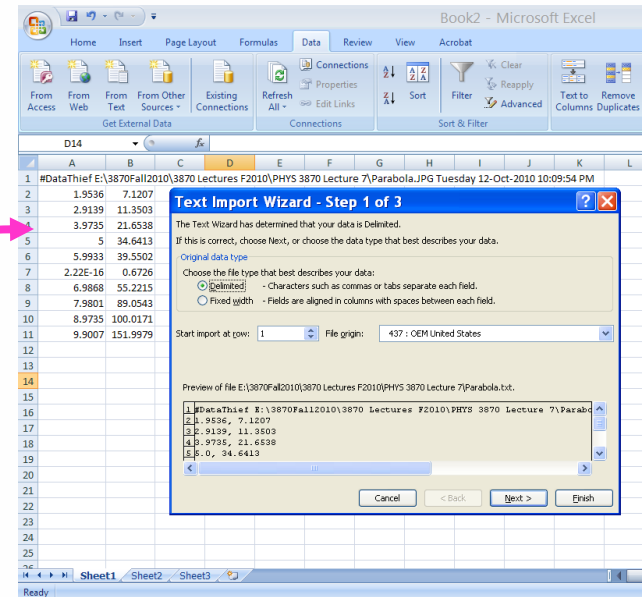 Book2 - Microsoft Excel
Home Insert Page Layout Formulas Data Review View Acrobat
From Access From Web From Text From Other Sources Existing Connections
Get External Data
Refresh All Connections Properties Edit Links
Connections
Sort Filter Clear Reapply Advanced
Sort & Filter
Text to Columns Remove Duplicates
D14 fx
A B C D E F G H I J K L
1 #DataThief E:\3870Fall2010\3870 Lectures F2010\PHYS 3870 Lecture 7\Parabola.JPG Tuesday 12-Oct-2010 10:09:54 PM
2 1.9536 7.1207
3 2.9139 11.3503
4 3.9735 21.6538
5 5 34.6413
6 5.9933 39.5502
7 2.22E-16 0.6726
8 6.9868 55.2215
9 7.9801 89.0543
10 8.9735 100.0171
11 9.9007 151.9979
12
13
14
15
16
17
18
19
20
21
22
23
24
25
26
Text Import Wizard - Step 1 of 3
The Text Wizard has determined that your data is Delimited.
If this is correct, choose Next, or choose the data type that best describes your data.
Original data type
Choose the file type that best describes your data:
Delimited - Characters such as commas or tabs separate each field.
Fixed width - Fields are aligned in columns with spaces between each field.
Start import at row: 1 File origin: 437 : OEM United States
Preview of file E:\3870Fall2010\3870 Lectures F2010\PHYS 3870 Lecture 7\Parabola.txt.
1 #DataThief E:\3870Fall2010\3870 Lectures F2010\PHYS 3870 Lecture 7\Parabo
2 1.9536, 7.1207
3 2.9139, 11.3503
4 3.9735, 21.6538
5 5.0, 34.6413
Cancel < Back Next > Finish
Sheet1 Sheet2 Sheet3
Ready